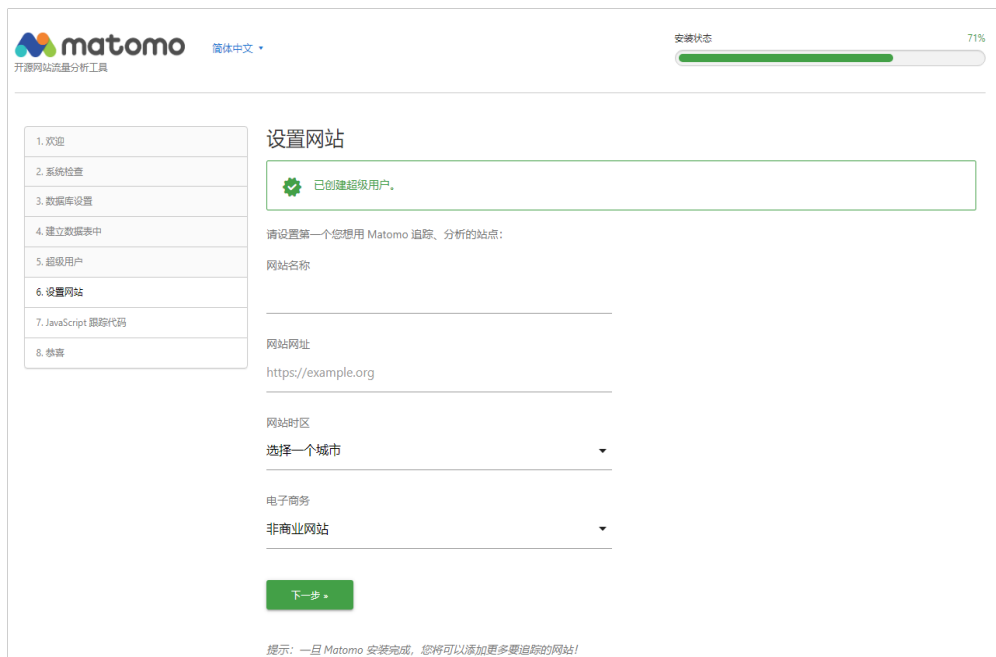 matomo
简体中文
安装状态
71%
开源网站流量分析工具
1. 欢迎
2. 系统检查
3. 数据库设置
4. 建立数据表中
5. 超级用户
6. 设置网站
7. JavaScript 跟踪代码
8. 恭喜
设置网站
已创建超级用户。
请设置第一个您想用 Matomo 追踪、分析的站点：
网站名称
网站网址
https://example.org
网站时区
选择一个城市
电子商务
非商业网站
下一步 »
提示：一旦 Matomo 安装完成，您将可以添加更多要追踪的网站！